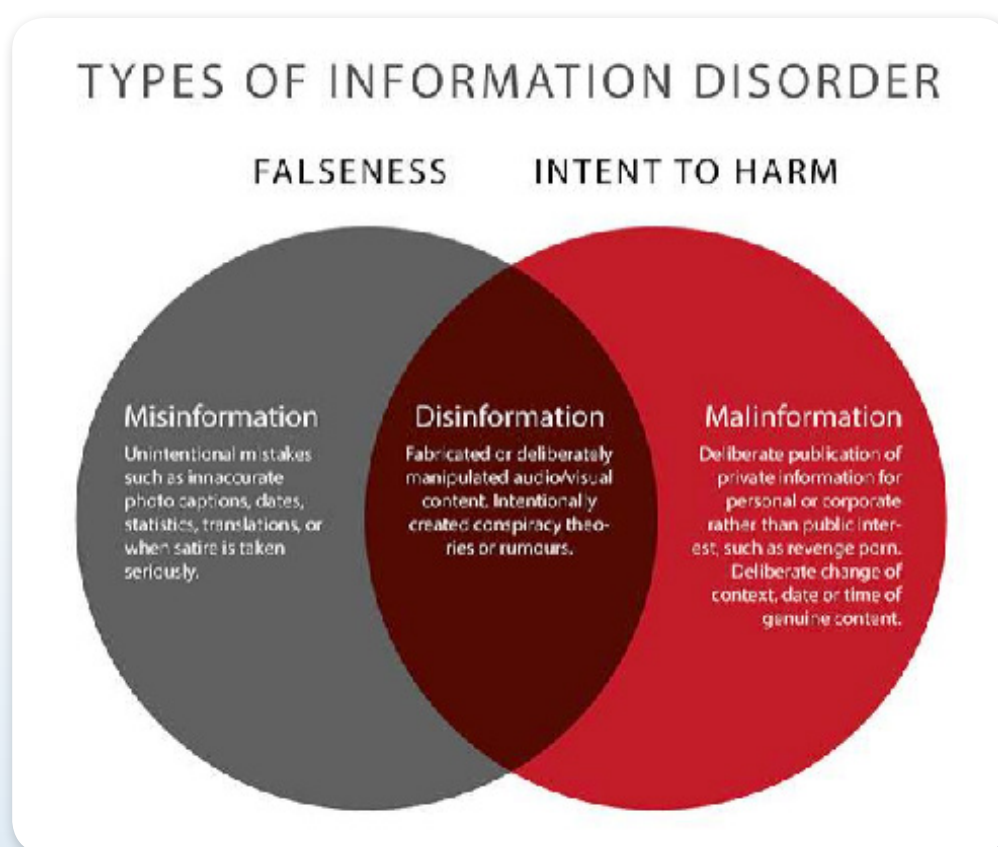 TYPES OF INFORMATION DISORDER
FALSENESS
INTENT TO HARM
Misinformation
Unintentional mistakes
such as innaccurate
photo captions, dates,
statistics, translations, or
when satire is taken
seriously.
Disinformation
Fabricated or deliberately
manipulated audio/visual
content. Intentionally
created conspiracy theo-
ries or rumours.
Malinformation
Deliberate publication of
private information for
personal or corporate
rather than public inter-
est, such as revenge porn.
Deliberate change of
context, date or time of
genuine content.